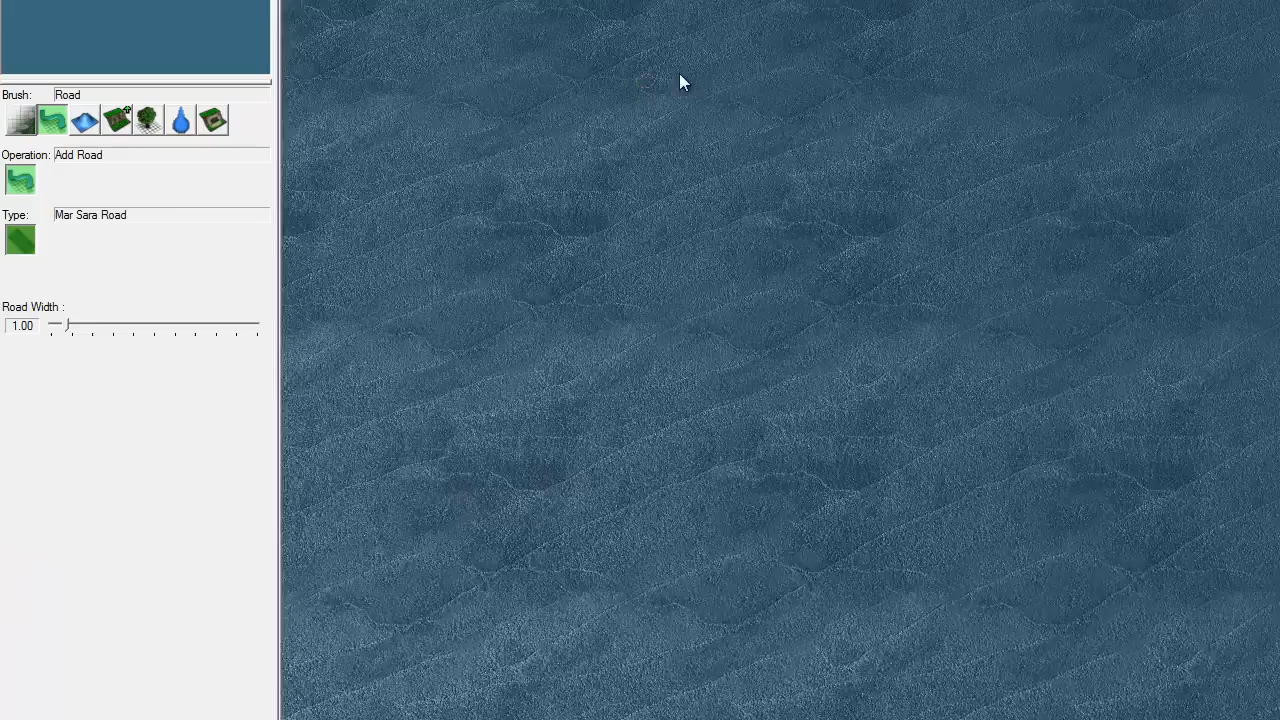 Brush: Road
Operation: Add Road
Type: Mar Sara Road
Road Width :
1.00